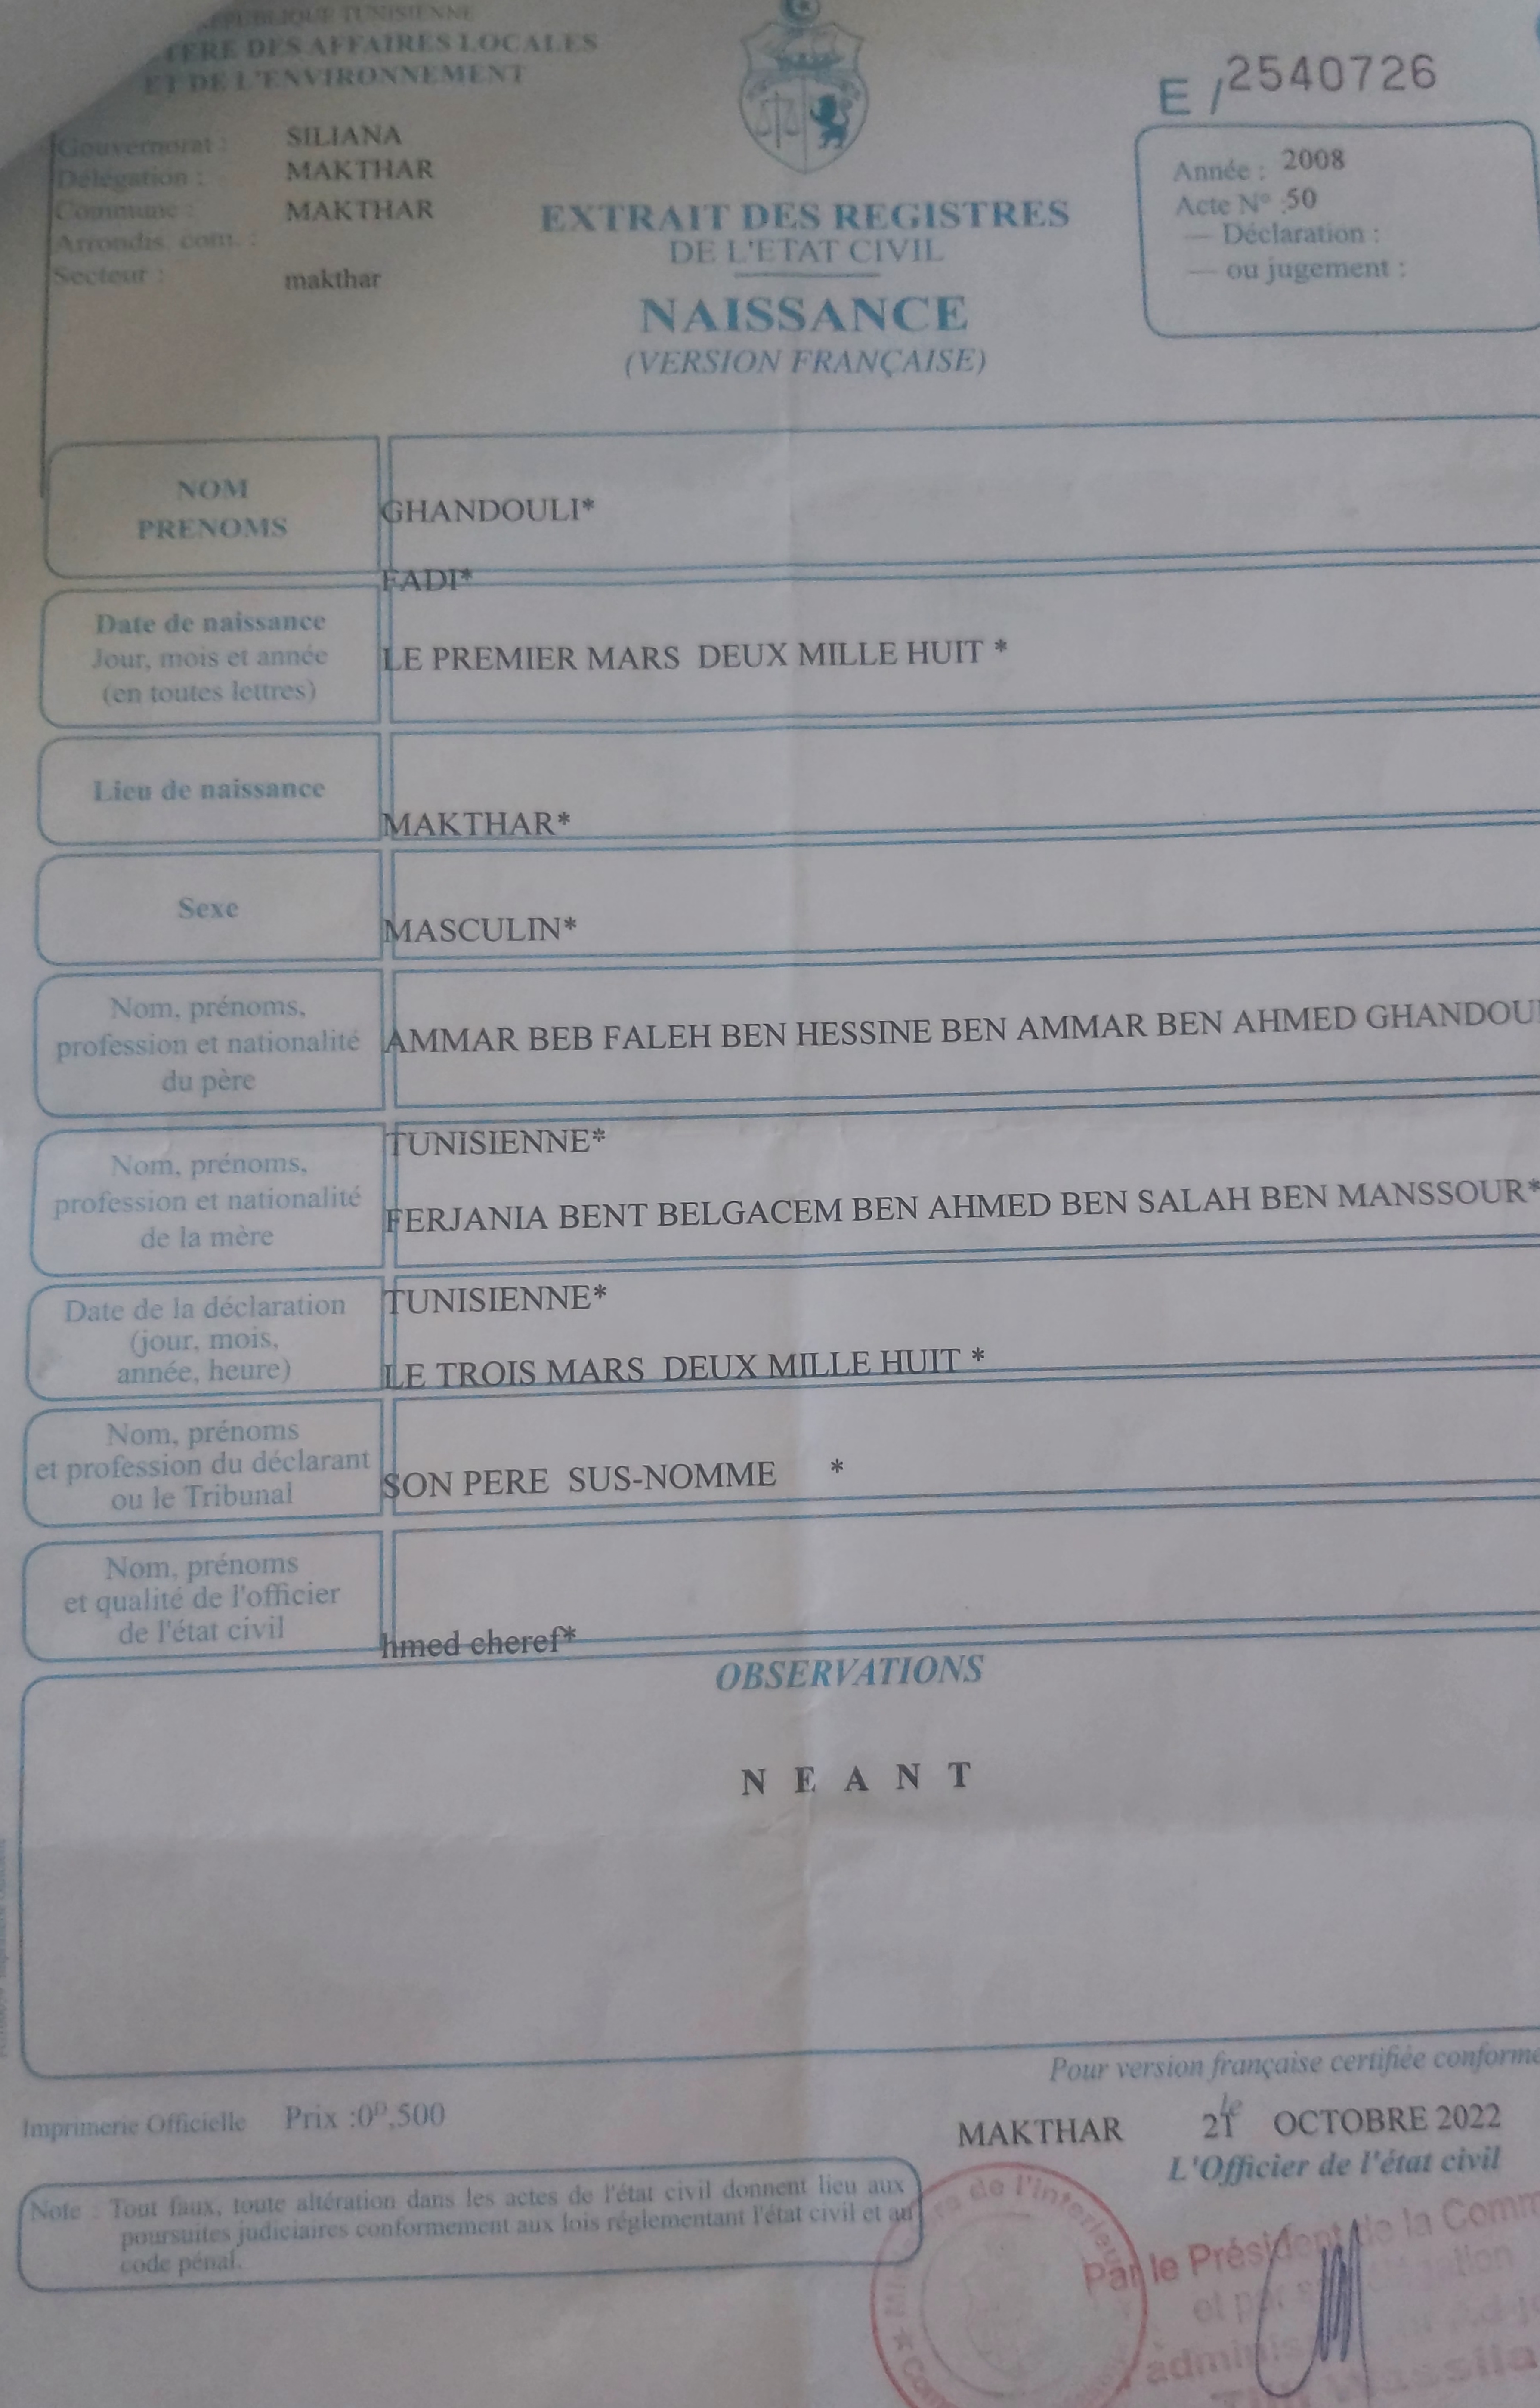 REPUBLIQUE TUNISIENNE
TERE DES AFFAIRES LOCALES
ET DE L'ENVIRONNEMENT
E / 2540726
Gouvernorat : SILIANA
Délégation : MAKTHAR
Commune : MAKTHAR
Arrondis. com. :
Secteur : makthar
EXTRAIT DES REGISTRES
DE L'ETAT CIVIL
NAISSANCE
(VERSION FRANÇAISE)
Année : 2008
Acte N° :50
— Déclaration :
— ou jugement :
NOM
PRENOMS
GHANDOULI*
FADI*
Date de naissance
Jour, mois et année
(en toutes lettres)
LE PREMIER MARS DEUX MILLE HUIT *
Lieu de naissance
MAKTHAR*
Sexe
MASCULIN*
Nom, prénoms,
profession et nationalité
du père
AMMAR BEB FALEH BEN HESSINE BEN AMMAR BEN AHMED GHANDOU
TUNISIENNE*
Nom, prénoms,
profession et nationalité
de la mère
FERJANIA BENT BELGACEM BEN AHMED BEN SALAH BEN MANSSOUR*
TUNISIENNE*
Date de la déclaration
(jour, mois,
année, heure)
LE TROIS MARS DEUX MILLE HUIT *
Nom, prénoms
et profession du déclarant
ou le Tribunal
SON PERE SUS-NOMME *
Nom, prénoms
et qualité de l'officier
de l'état civil
hmed cheref*
OBSERVATIONS
N E A N T
Pour version française certifiée conforme
Imprimerie Officielle Prix :0ᴰ,500
MAKTHAR 21 le OCTOBRE 2022
L'Officier de l'état civil
Note : Tout faux, toute altération dans les actes de l'état civil donnent lieu aux
poursuites judiciaires conformement aux lois réglementant l'état civil et au
code pénal.
de l'Interieur
Par le Président de la Comm